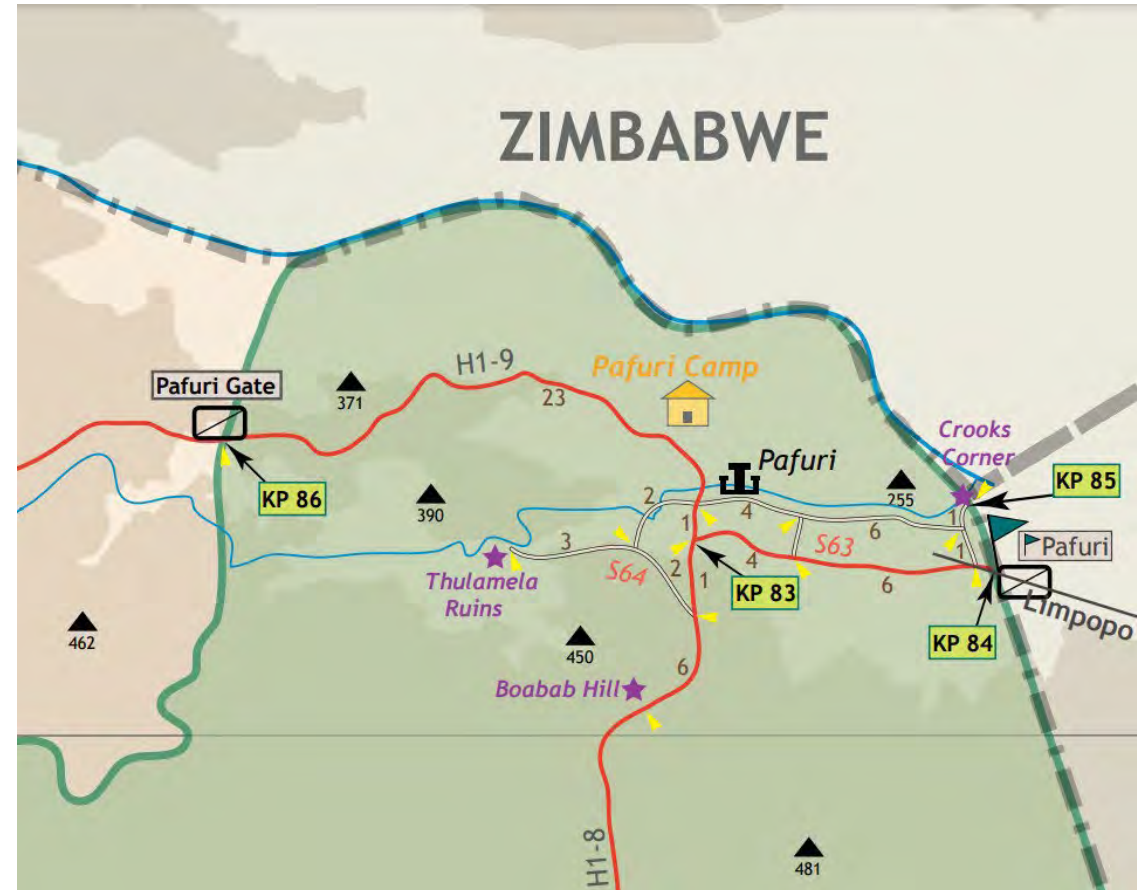 ZIMBABWE
H1-9
Pafuri Camp
Pafuri Gate
371
23
Crooks
Corner
Pafuri
KP 86
390
255
KP 85
2
4
1
6
1
3
S64
2
1
KP 83
4
S63
6
1
Pafuri
Thulamela
Ruins
Limpopo
462
450
KP 84
6
Boabab Hill
H1-8
481